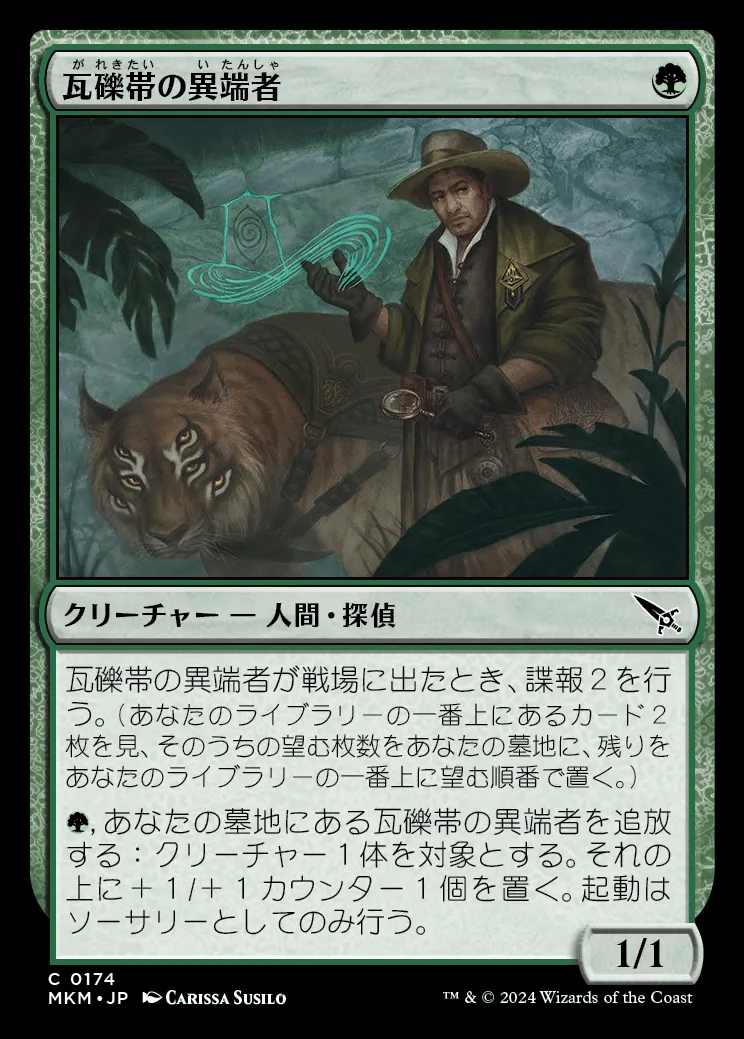 がれきたい いたんしゃ
瓦礫帯の異端者
クリーチャー — 人間・探偵
瓦礫帯の異端者が戦場に出たとき、諜報２を行
う。（あなたのライブラリーの一番上にあるカード２
枚を見、そのうちの望む枚数をあなたの墓地に、残りを
あなたのライブラリーの一番上に望む順番で置く。）
,あなたの墓地にある瓦礫帯の異端者を追放
する：クリーチャー１体を対象とする。それの
上に＋１/＋１カウンター１個を置く。起動は
ソーサリーとしてのみ行う。
1/1
C 0174
MKM • JP Carissa Susilo
™ & © 2024 Wizards of the Coast